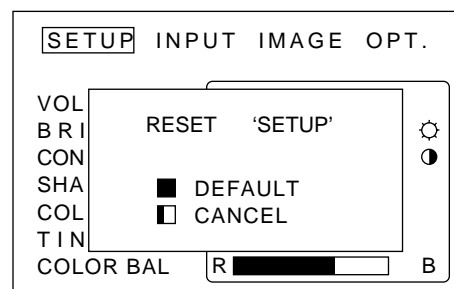 SETUP INPUT IMAGE OPT.
VOL
BRI
CON
SHA
COL
TIN
COLOR BAL R B
RESET 'SETUP'
DEFAULT
CANCEL